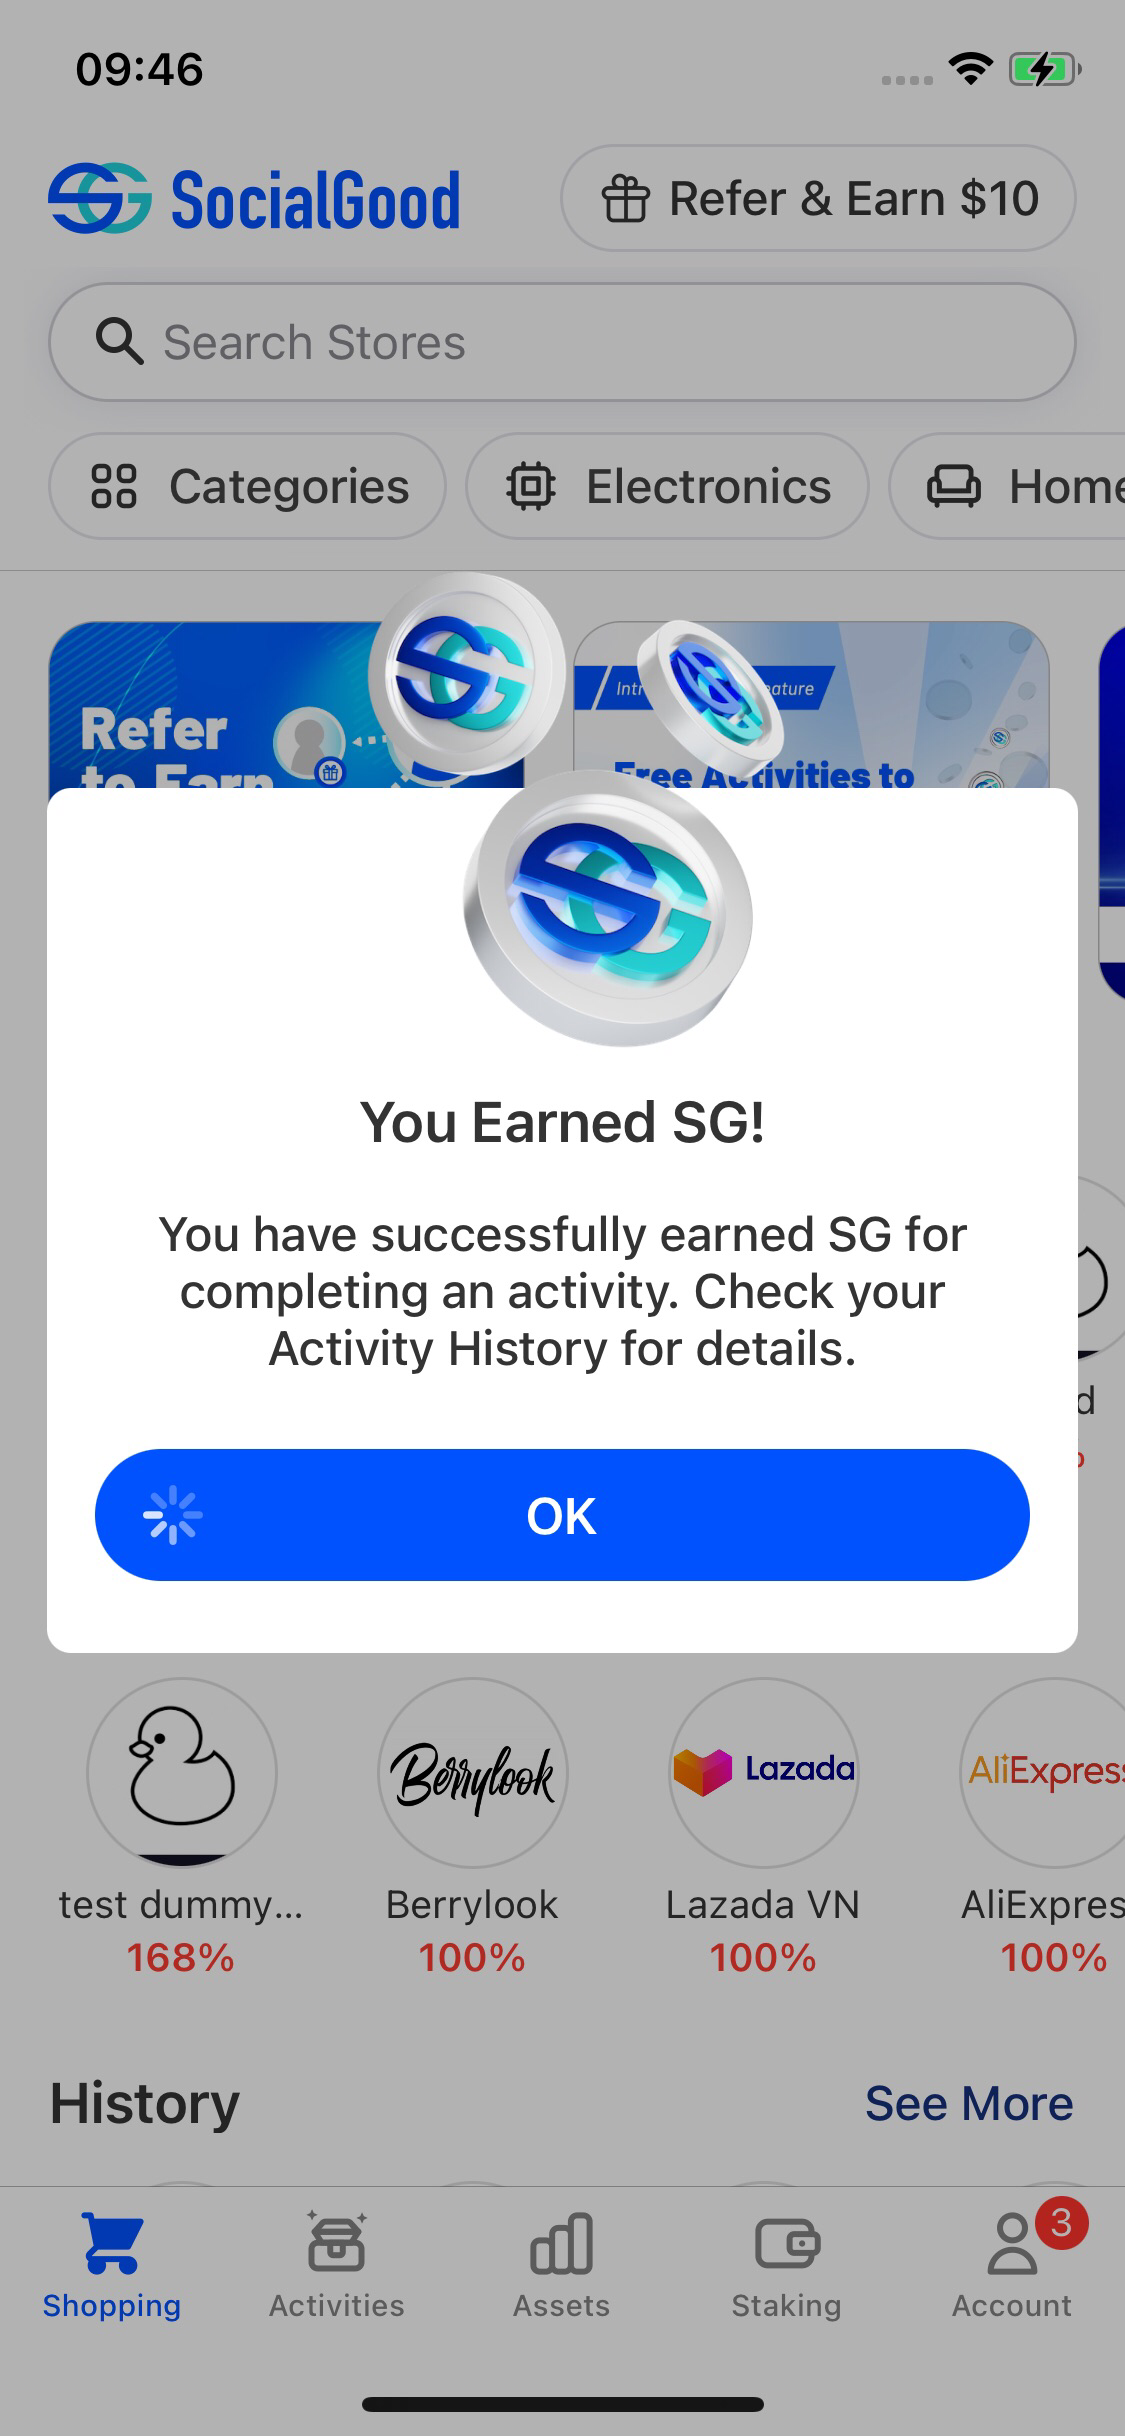 09:46
SG SocialGood
Refer & Earn $10
Search Stores
Categories
Electronics
Home
Refer
to Earn
Free Activities to
You Earned SG!
You have successfully earned SG for
completing an activity. Check your
Activity History for details.
OK
Berrylook
Lazada
AliExpress
test dummy...
Berrylook
Lazada VN
AliExpres
168%
100%
100%
100%
History
See More
3
Shopping
Activities
Assets
Staking
Account